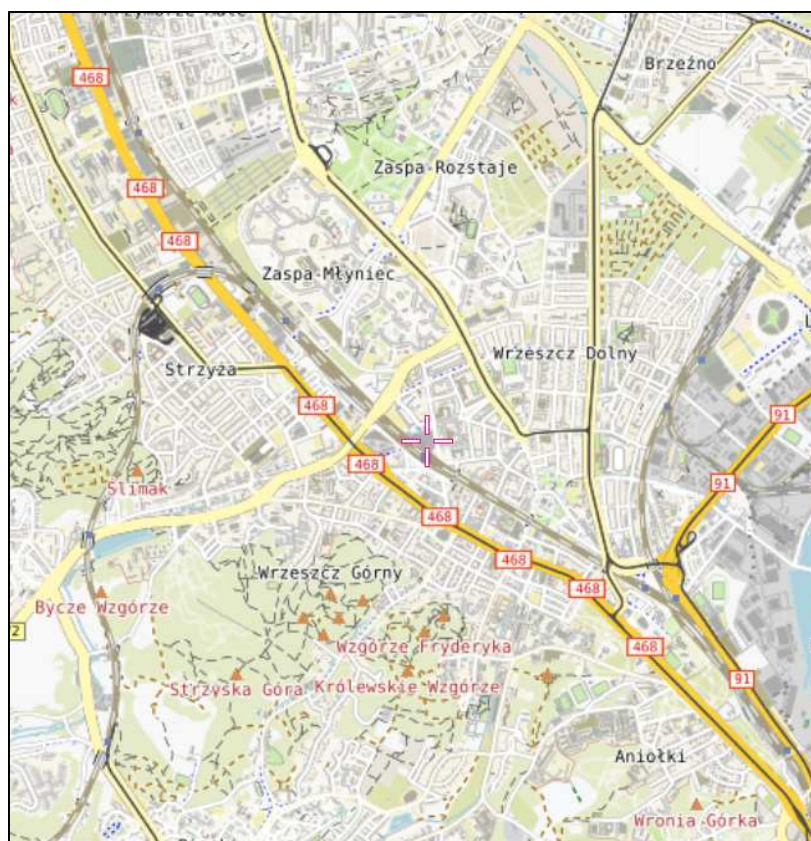 468
Brzeźno
Zaspa Rozstaje
468
468
Zaspa Młyniec
Wrzeszcz Dolny
Strzyża
468
91
468
Ślimak
91
468
468
Wrzeszcz Górny
468
Bycze Wzgórze
2
Wzgórze Fryderyka
468
Strzyska Góra
Królewskie Wzgórze
91
Aniołki
Wronia Górka